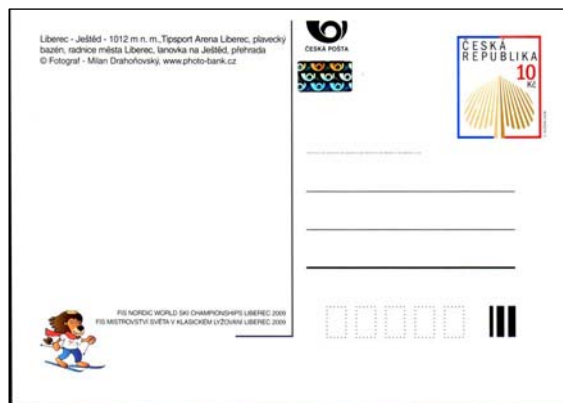 Liberec - Ještěd - 1012 m n. m.,Tipsport Arena Liberec, plavecký
bazén, radnice města Liberec, lanovka na Ještěd, přehrada
© Fotograf - Milan Drahoňovský, www.photo-bank.cz
ČESKÁ POŠTA
ČESKÁ
REPUBLIKA
10
Kč
FIS NORDIC WORLD SKI CHAMPIONSHIPS LIBEREC 2009
FIS MISTROVSTVÍ SVĚTA V KLASICKÉM LYŽOVÁNÍ LIBEREC 2009